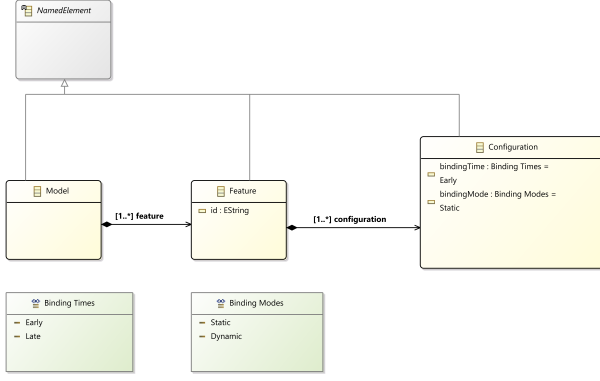 NamedElement
Configuration
bindingTime : Binding Times =
Early
bindingMode : Binding Modes =
Static
Model
Feature
id : EString
[1..*] feature
[1..*] configuration
Binding Times
Early
Late
Binding Modes
Static
Dynamic